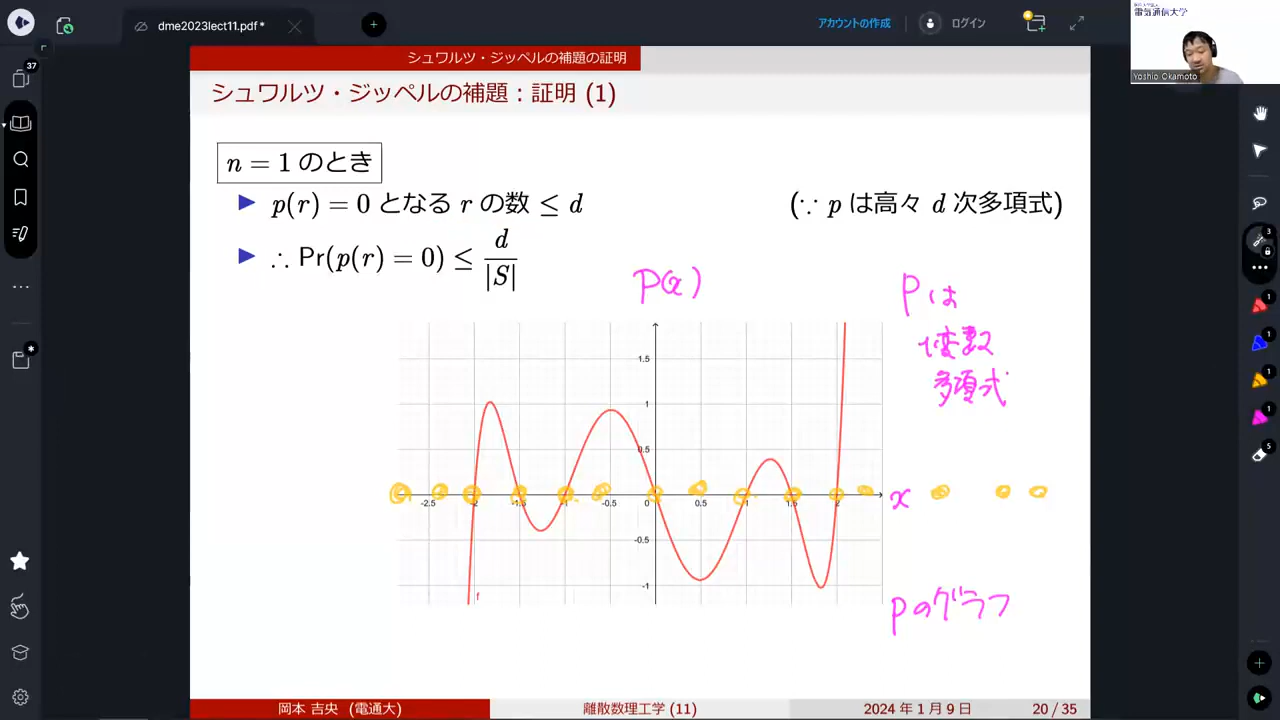 37
dme2023lect11.pdf*
アカウントの作成
ログイン
電気通信大学
Yoshio Okamoto
シュワルツ・ジッペルの補題の証明
シュワルツ・ジッペルの補題：証明 (1)
n = 1 のとき
▶ p(r) = 0 となる r の数 ≤ d (∵ p は高々 d 次多項式)
▶ ∴ Pr(p(r) = 0) ≤ d/|S|
p(x)
pは
1変数
多項式
1.5
1
0.5
-2.5 -2 -1.5 -1 -0.5 0 0.5 1 1.5 2
x
-0.5
-1
f
pのグラフ
岡本 吉央 (電通大)
離散数理工学 (11)
2024 年 1 月 9 日
20 / 35
3
1
1
1
1
5